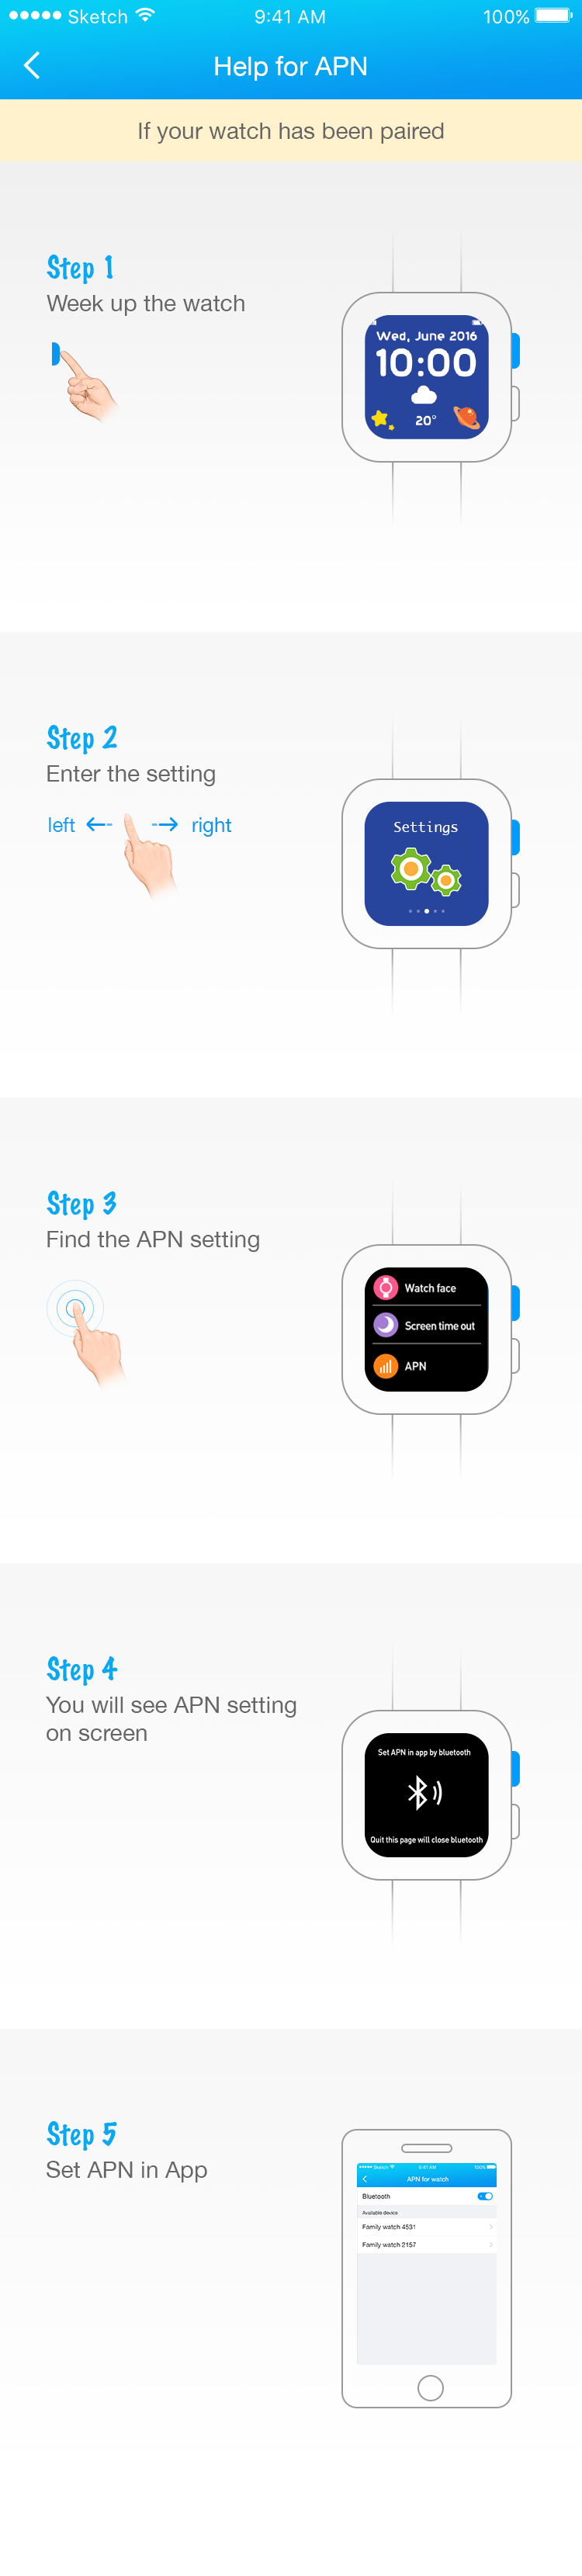 Sketch 9:41 AM 100%
Help for APN
If your watch has been paired
Step 1
Week up the watch
Wed, June 2016
10:00
20°
Step 2
Enter the setting
left right
Settings
Step 3
Find the APN setting
Watch face
Screen time out
APN
Step 4
You will see APN setting
on screen
Set APN in app by bluetooth
Quit this page will close bluetooth
Step 5
Set APN in App
Sketch 9:41 AM 100%
APN for watch
Bluetooth
Available device
Family watch 4531
Family watch 2157